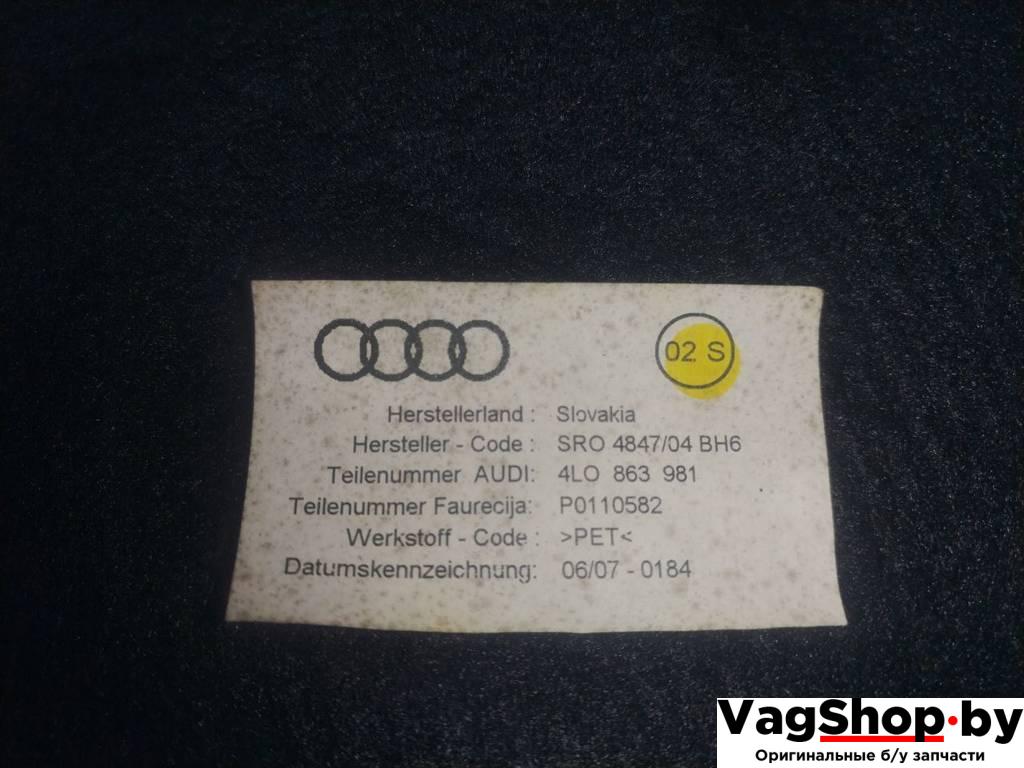 02 S
Herstellerland : Slovakia
Hersteller - Code : SRO 4847/04 BH6
Teilenummer AUDI: 4LO 863 981
Teilenummer Faurecija: P0110582
Werkstoff - Code : >PET<
Datumskennzeichnung: 06/07 - 0184
VagShop.by
Оригинальные б/у запчасти